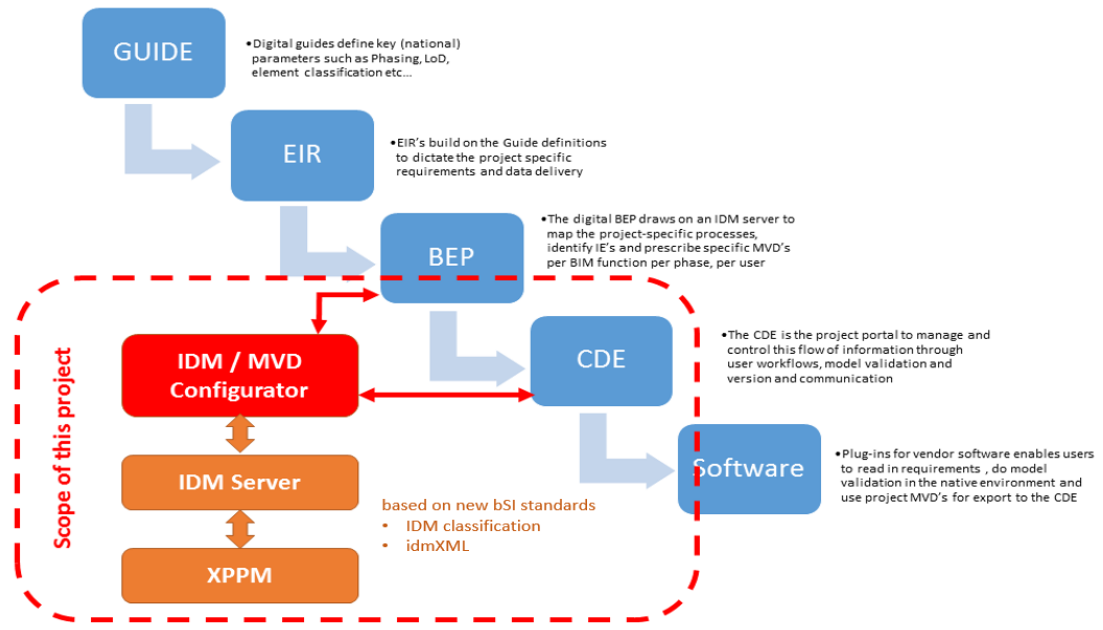 GUIDE
•Digital guides define key (national)
parameters such as Phasing, LoD,
element classification etc...
EIR
•EIR's build on the Guide definitions
to dictate the project specific
requirements and data delivery
BEP
•The digital BEP draws on an IDM server to
map the project-specific processes,
identify IE's and prescribe specific MVD's
per BIM function per phase, per user
CDE
•The CDE is the project portal to manage and
control this flow of information through
user workflows, model validation and
version and communication
Software
•Plug-ins for vendor software enables users
to read in requirements , do model
validation in the native environment and
use project MVD's for export to the CDE
Scope of this project
IDM / MVD
Configurator
IDM Server
XPPM
based on new bSI standards
• IDM classification
• idmXML